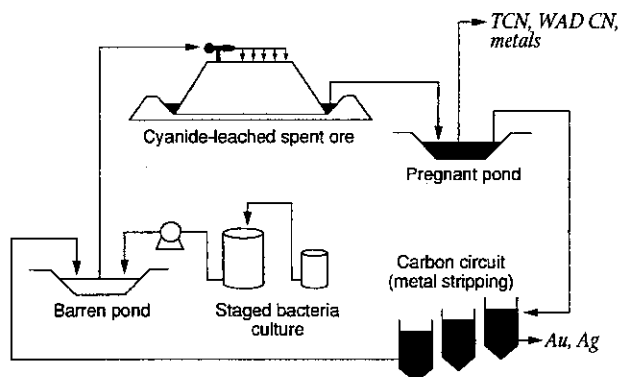 TCN, WAD CN,
metals
Cyanide-leached spent ore
Pregnant pond
Carbon circuit
(metal stripping)
Barren pond
Staged bacteria
culture
Au, Ag